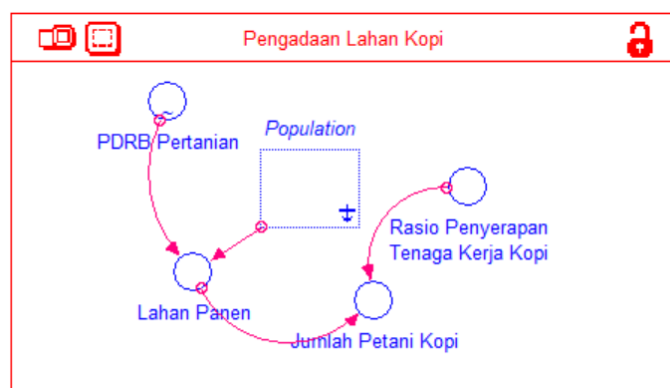 Pengadaan Lahan Kopi
PDRB Pertanian
Population
Rasio Penyerapan
Tenaga Kerja Kopi
Lahan Panen
Jumlah Petani Kopi